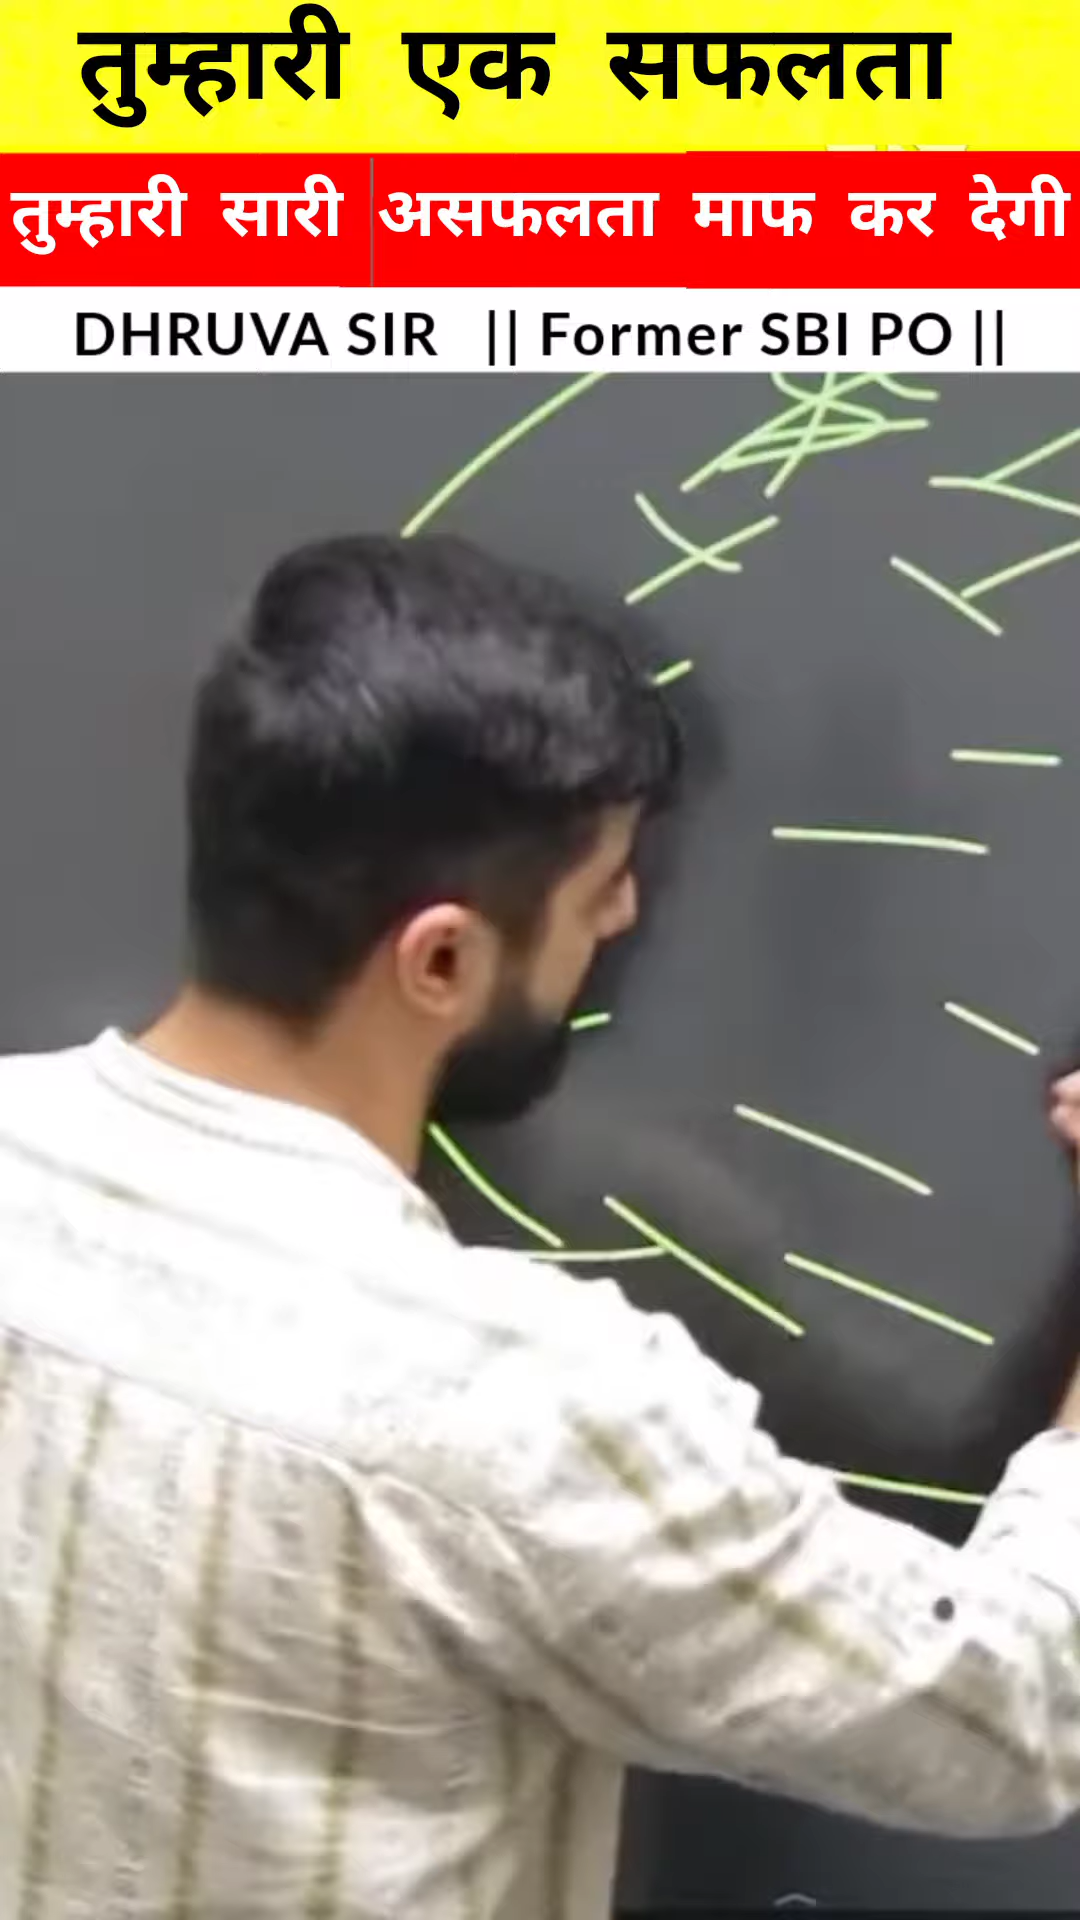 तुम्हारी एक सफलता
तुम्हारी सारी असफलता माफ कर देगी
DHRUVA SIR || Former SBI PO ||